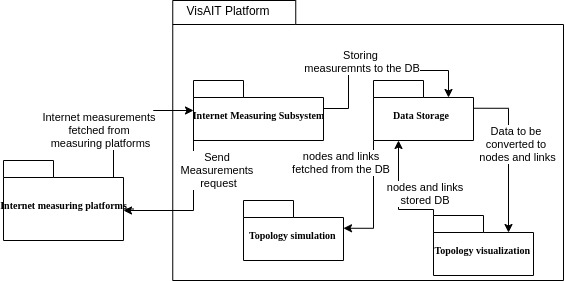 VisAIT Platform
Storing
measuremnts to the DB
Internet measurements
fetched from
measuring platforms
Internet Measuring Subsystem
Data Storage
Data to be
converted to
nodes and links
Send
Measurements
request
nodes and links
fetched from the DB
nodes and links
stored DB
Internet measuring platforms
Topology simulation
Topology visualization